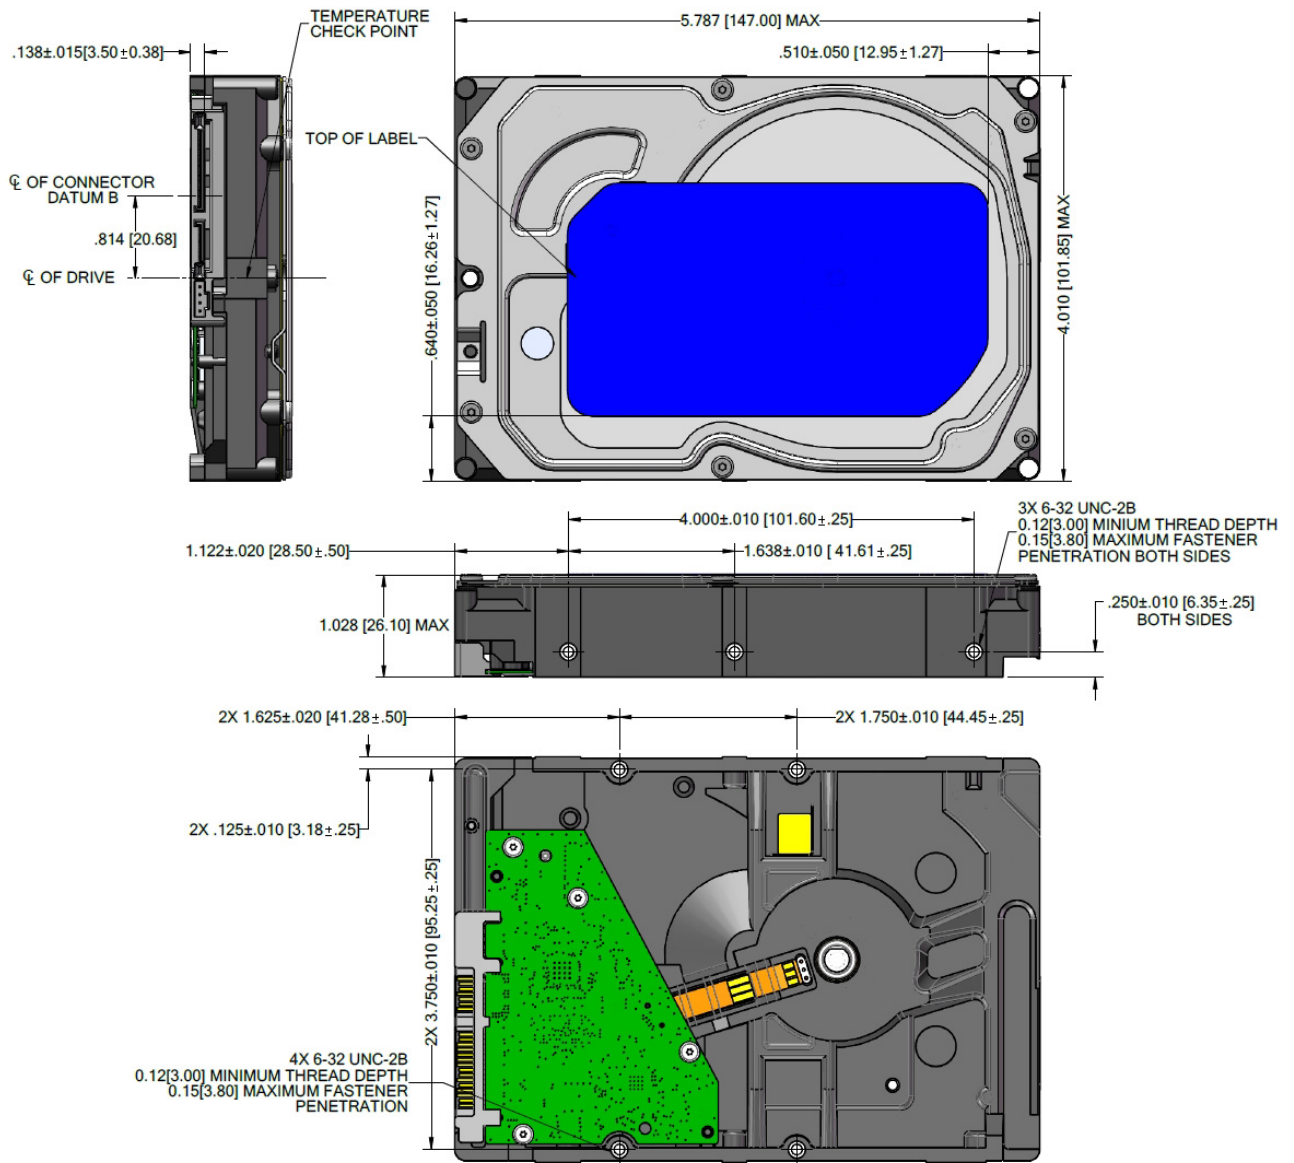 TEMPERATURE
CHECK POINT
5.787 [147.00] MAX
.138±.015[3.50±0.38]
.510±.050 [12.95±1.27]
TOP OF LABEL
℄ OF CONNECTOR
DATUM B
.814 [20.68]
℄ OF DRIVE
.640±.050 [16.26±1.27]
4.010 [101.85] MAX
4.000±.010 [101.60±.25]
3X 6-32 UNC-2B
0.12[3.00] MINIUM THREAD DEPTH
0.15[3.80] MAXIMUM FASTENER
PENETRATION BOTH SIDES
1.122±.020 [28.50±.50]
1.638±.010 [ 41.61±.25]
1.028 [26.10] MAX
.250±.010 [6.35±.25]
BOTH SIDES
2X 1.625±.020 [41.28±.50]
2X 1.750±.010 [44.45±.25]
2X .125±.010 [3.18±.25]
2X 3.750±.010 [95.25±.25]
4X 6-32 UNC-2B
0.12[3.00] MINIMUM THREAD DEPTH
0.15[3.80] MAXIMUM FASTENER
PENETRATION